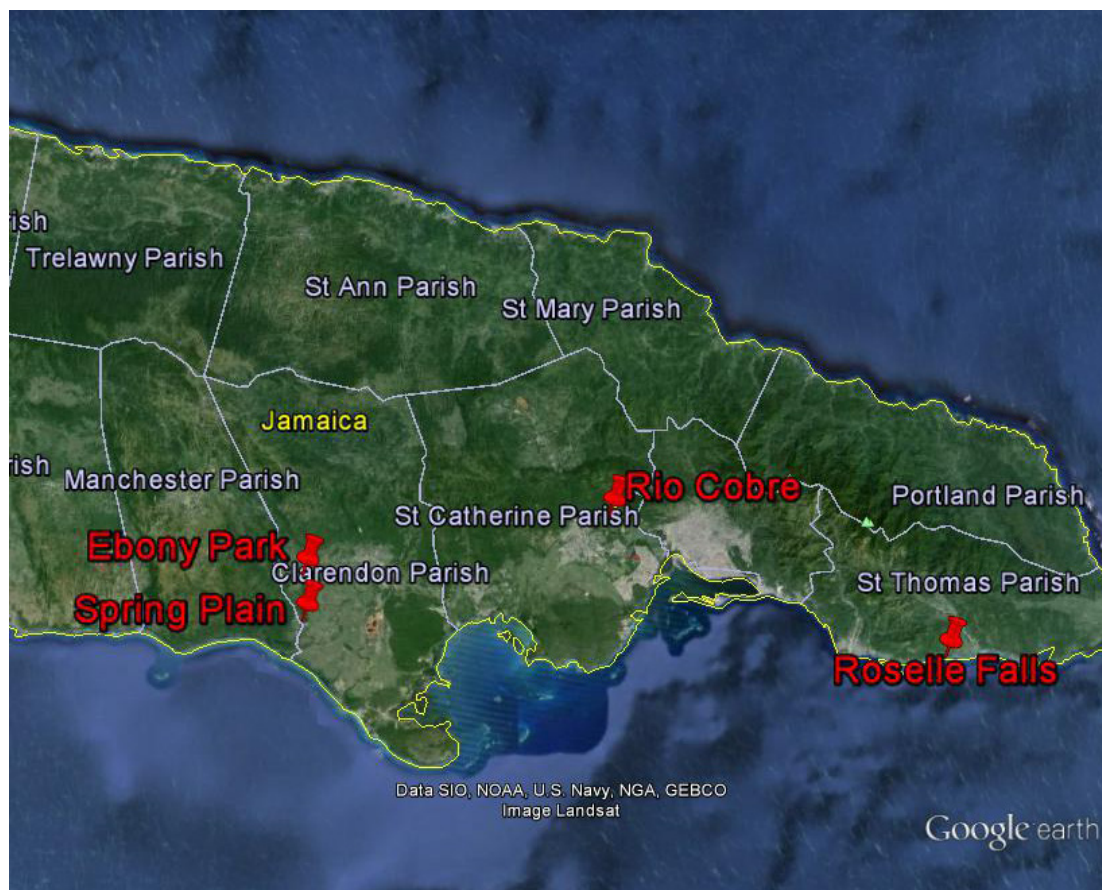 rish
Trelawny Parish
St Ann Parish
St Mary Parish
Jamaica
rish
Manchester Parish
Rio Cobre
Portland Parish
St Catherine Parish
Ebony Park
Clarendon Parish
St Thomas Parish
Spring Plain
Roselle Falls
Data SIO, NOAA, U.S. Navy, NGA, GEBCO
Image Landsat
Google earth